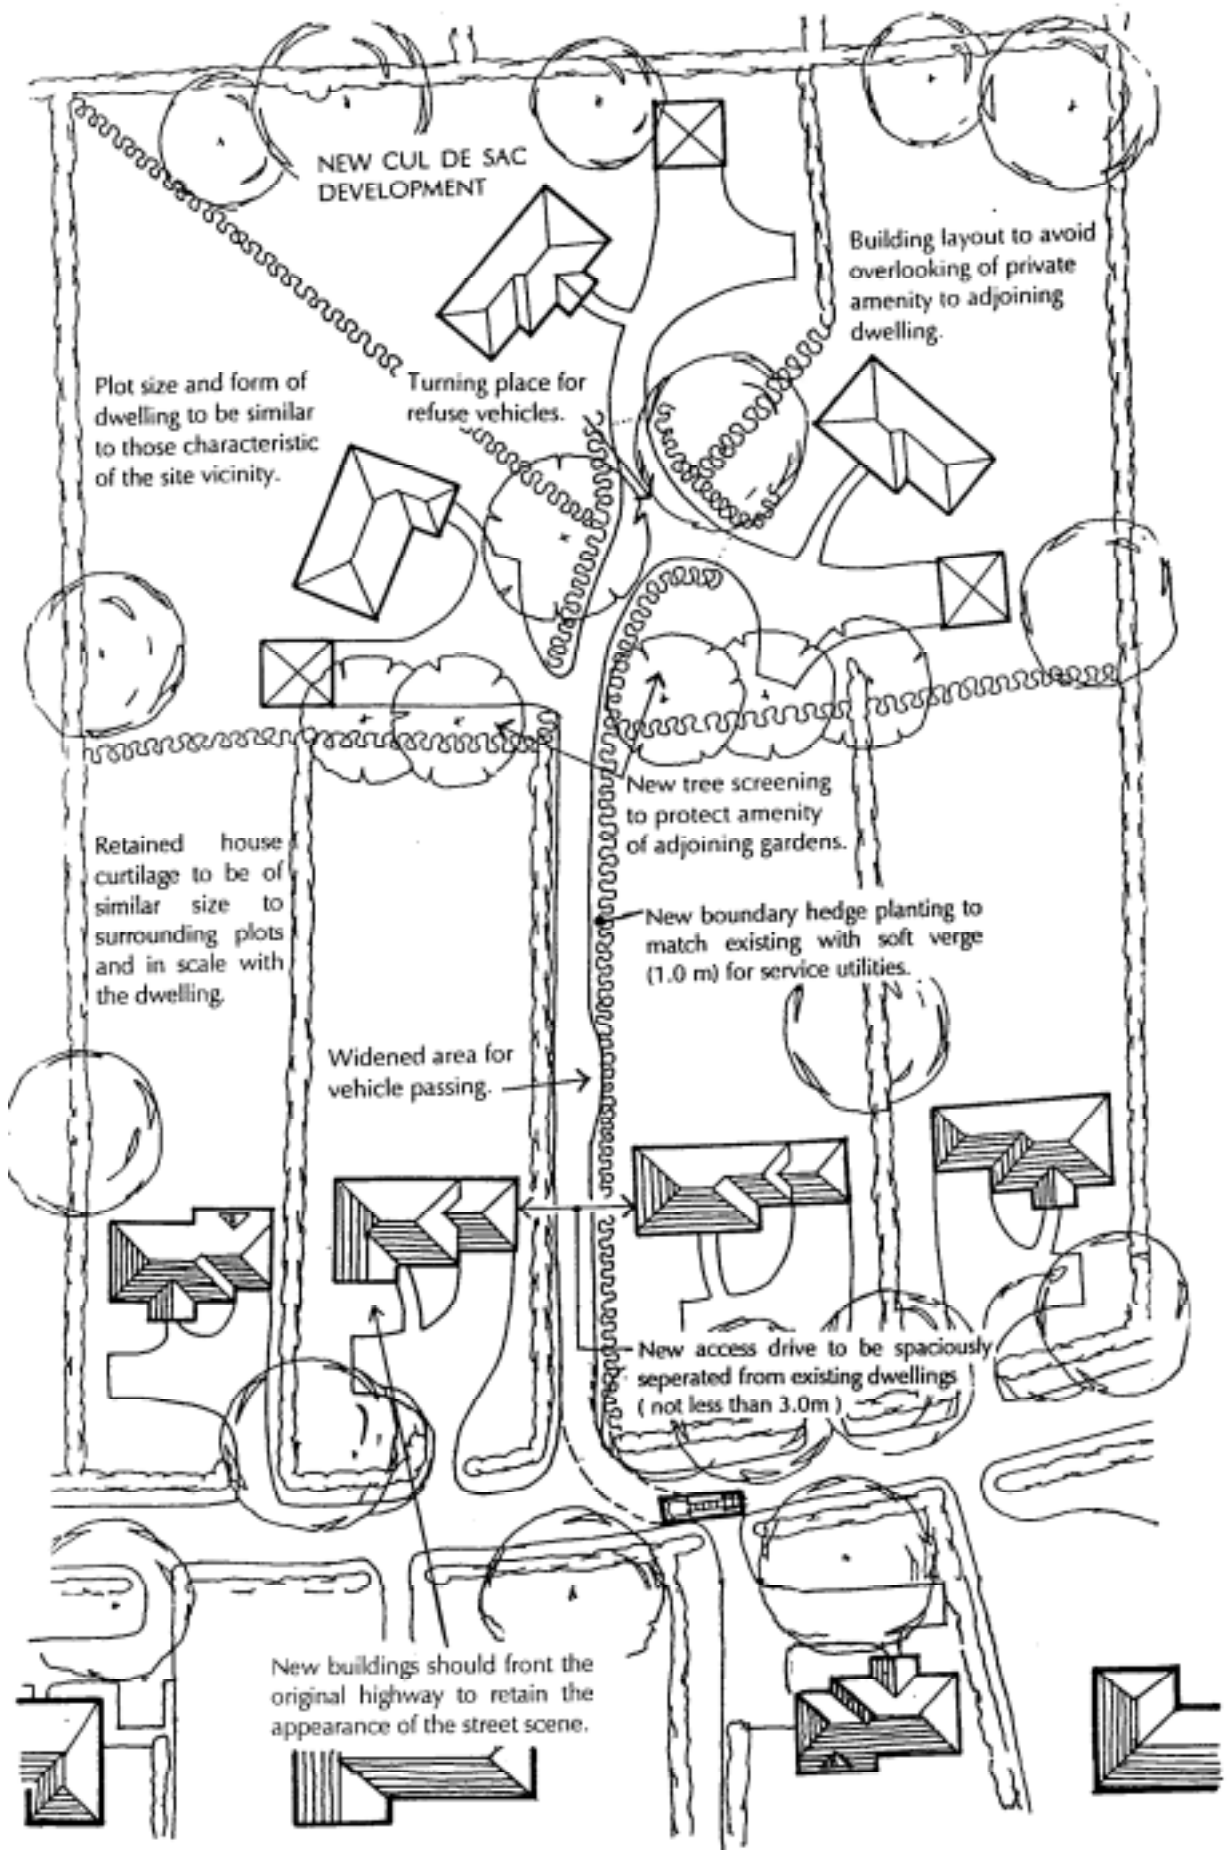 NEW CUL DE SAC
DEVELOPMENT
Building layout to avoid
overlooking of private
amenity to adjoining
dwelling.
Plot size and form of
dwelling to be similar
to those characteristic
of the site vicinity.
Turning place for
refuse vehicles.
New tree screening
to protect amenity
of adjoining gardens.
Retained house
curtilage to be of
similar size to
surrounding plots
and in scale with
the dwelling.
New boundary hedge planting to
match existing with soft verge
(1.0 m) for service utilities.
Widened area for
vehicle passing.
New access drive to be spaciously
seperated from existing dwellings
( not less than 3.0m )
New buildings should front the
original highway to retain the
appearance of the street scene.